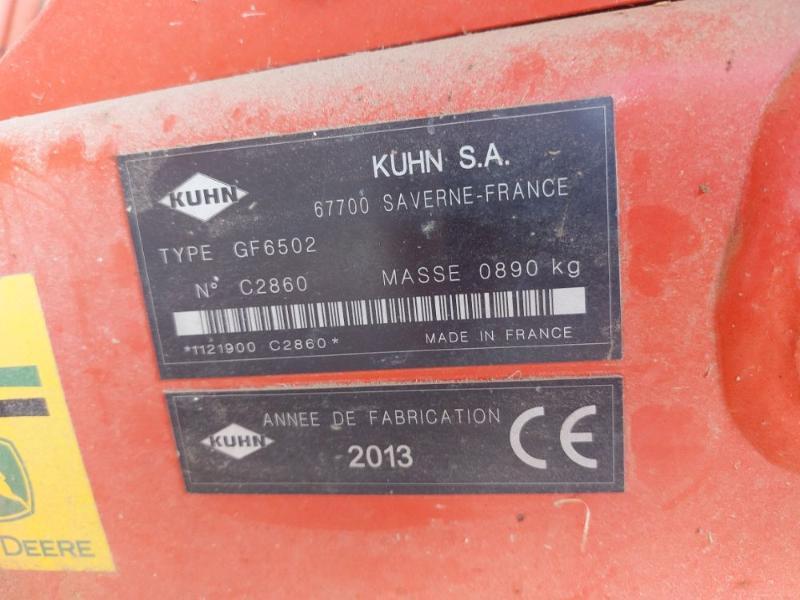 KUHN
KUHN S.A.
67700 SAVERNE-FRANCE
TYPE GF6502
N° C2860 MASSE 0890 kg
*1121900 C2860*
MADE IN FRANCE
KUHN
ANNEE DE FABRICATION
2013
CE
DEERE